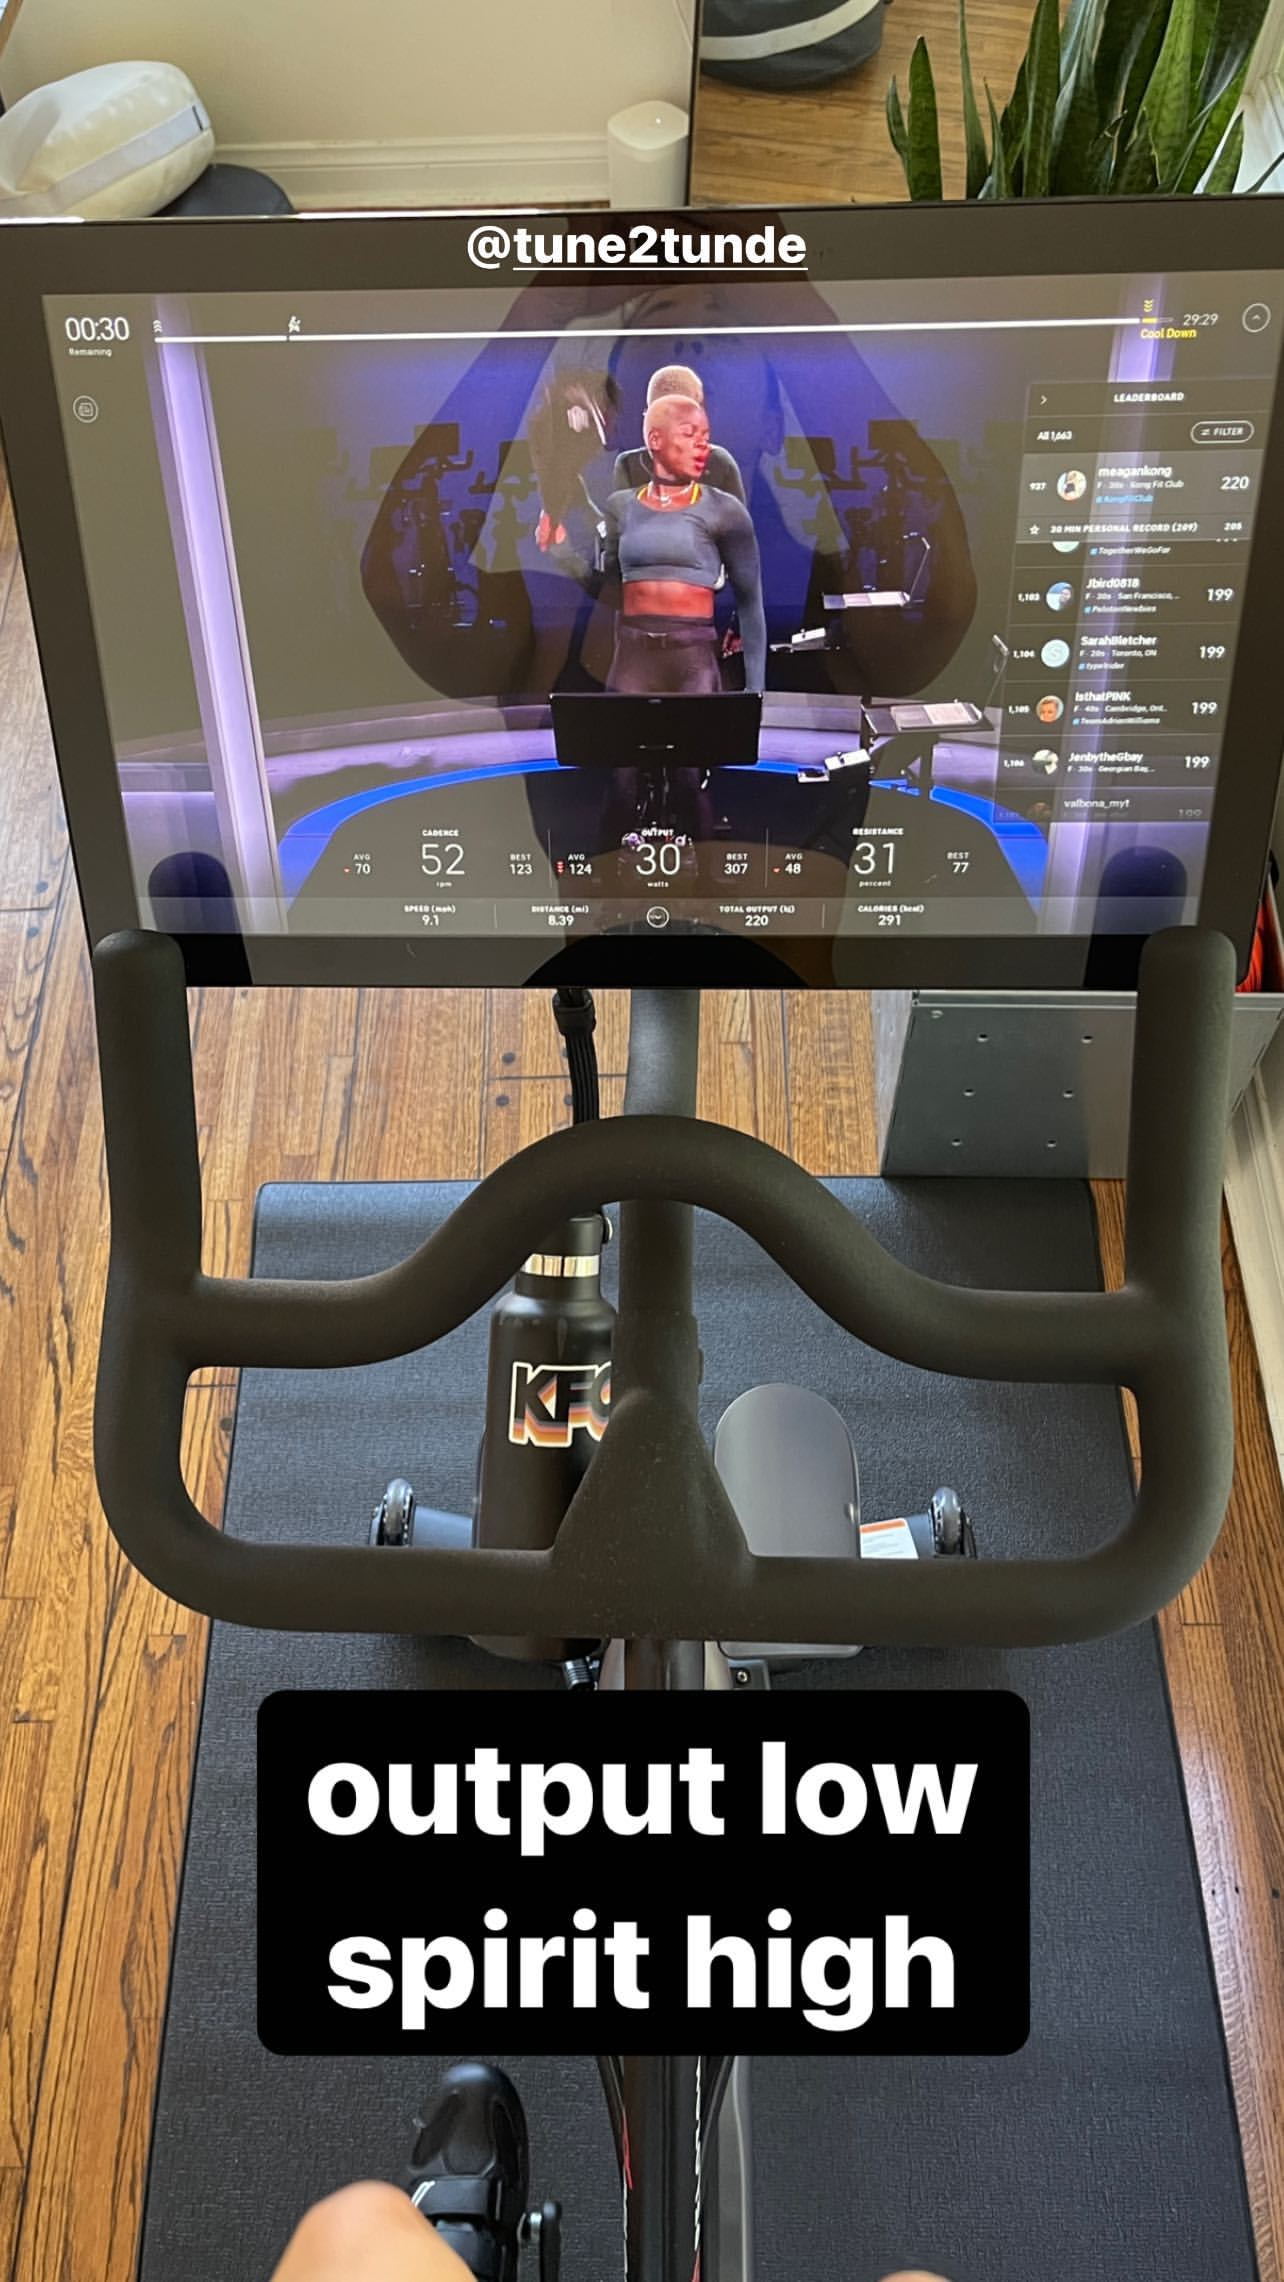 @tune2tunde
00:30
Remaining
29:29
Cool Down
LEADERBOARD
All 1,663
FILTER
937
meagankong
F · 30s · Kong Fit Club
#KongFitClub
220
30 MIN PERSONAL RECORD (209)
205
#TogetherWeGoFar
1,103
Jbird0818
F · 30s · San Francisco,...
#PelotonNewbies
199
1,104
SarahBletcher
F · 20s · Toronto, ON
199
1,105
IsthatPINK
F · 40s · Cambridge, Ont..
#TeamAdrianWilliams
199
1,106
JenbytheGbay
F · 30s · Georgian Bay,...
199
valbona_myt
199
CADENCE
OUTPUT
RESISTANCE
AVG
70
52
rpm
BEST
123
AVG
124
30
watts
BEST
307
AVG
48
31
percent
BEST
77
SPEED (mph)
9.1
DISTANCE (mi)
8.39
TOTAL OUTPUT (kj)
220
CALORIES (kcal)
291
KFC
output low
spirit high